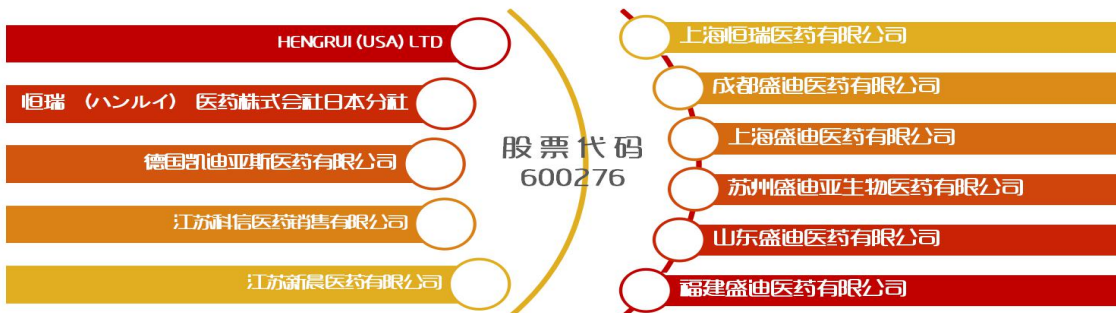 HENGRUI (USA) LTD
恒瑞 （ハンルイ） 医药株式会社日本分社
德国凯迪亚斯医药有限公司
江苏科信医药销售有限公司
江苏新晨医药有限公司
股票代码
600276
上海恒瑞医药有限公司
成都盛迪医药有限公司
上海盛迪医药有限公司
苏州盛迪亚生物医药有限公司
山东盛迪医药有限公司
福建盛迪医药有限公司